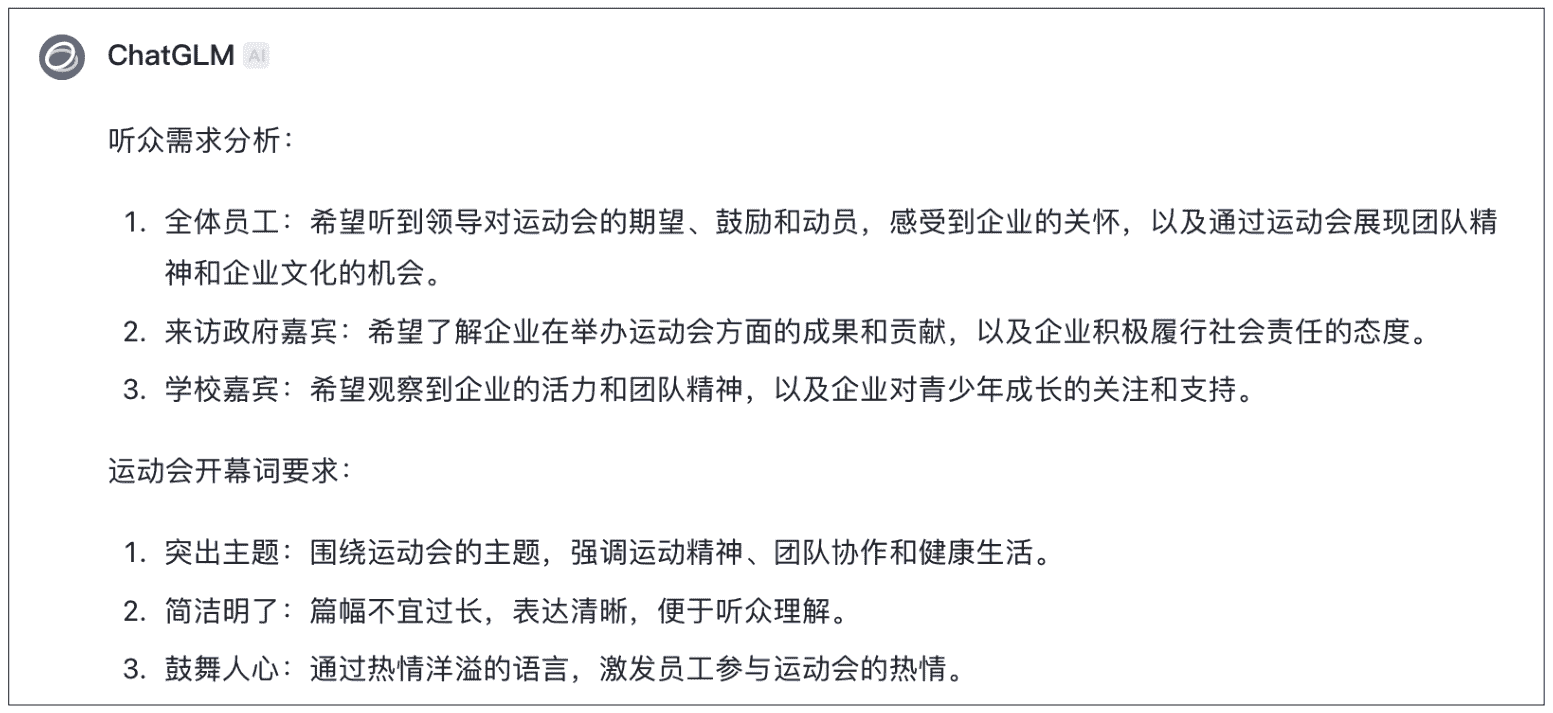 ChatGLM AI
听众需求分析：
1. 全体员工：希望听到领导对运动会的期望、鼓励和动员，感受到企业的关怀，以及通过运动会展现团队精
神和企业文化的机会。
2. 来访政府嘉宾：希望了解企业在举办运动会方面的成果和贡献，以及企业积极履行社会责任的态度。
3. 学校嘉宾：希望观察到企业的活力和团队精神，以及企业对青少年成长的关注和支持。
运动会开幕词要求：
1. 突出主题：围绕运动会的主题，强调运动精神、团队协作和健康生活。
2. 简洁明了：篇幅不宜过长，表达清晰，便于听众理解。
3. 鼓舞人心：通过热情洋溢的语言，激发员工参与运动会的热情。